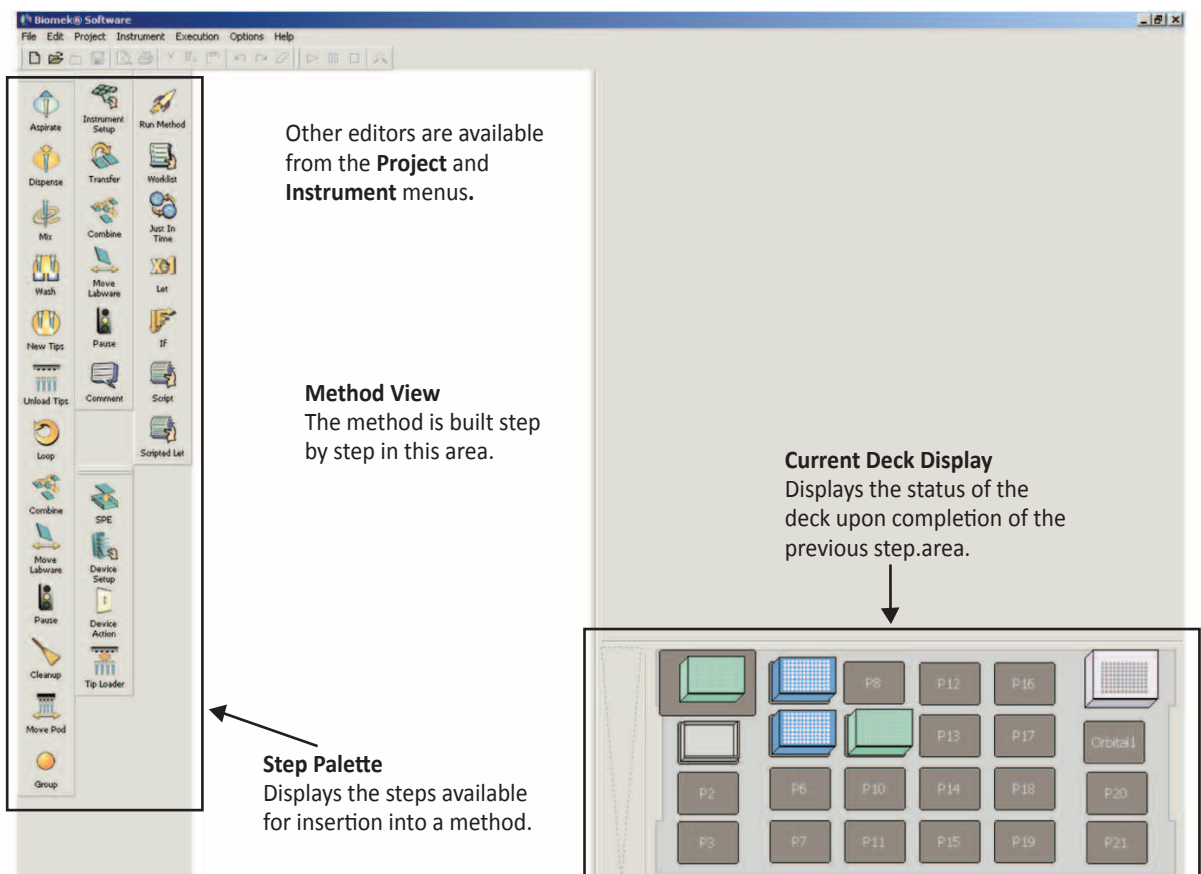 Biomek® Software
File Edit Project Instrument Execution Options Help
Aspirate
Dispense
Mix
Wash
New Tips
Unload Tips
Loop
Combine
Move
Labware
Pause
Cleanup
Move Pod
Group
Instrument
Setup
Transfer
Combine
Move
Labware
Pause
Comment
SPE
Device
Setup
Device
Action
Tip Loader
Run Method
Worklist
Just In
Time
Let
If
Script
Scripted Let
Other editors are available
from the Project and
Instrument menus.
Method View
The method is built step
by step in this area.
Current Deck Display
Displays the status of the
deck upon completion of the
previous step.area.
Step Palette
Displays the steps available
for insertion into a method.
P8 P12 P16
P13 P17 Orbital1
P2 P6 P10 P14 P18 P20
P3 P7 P11 P15 P19 P21